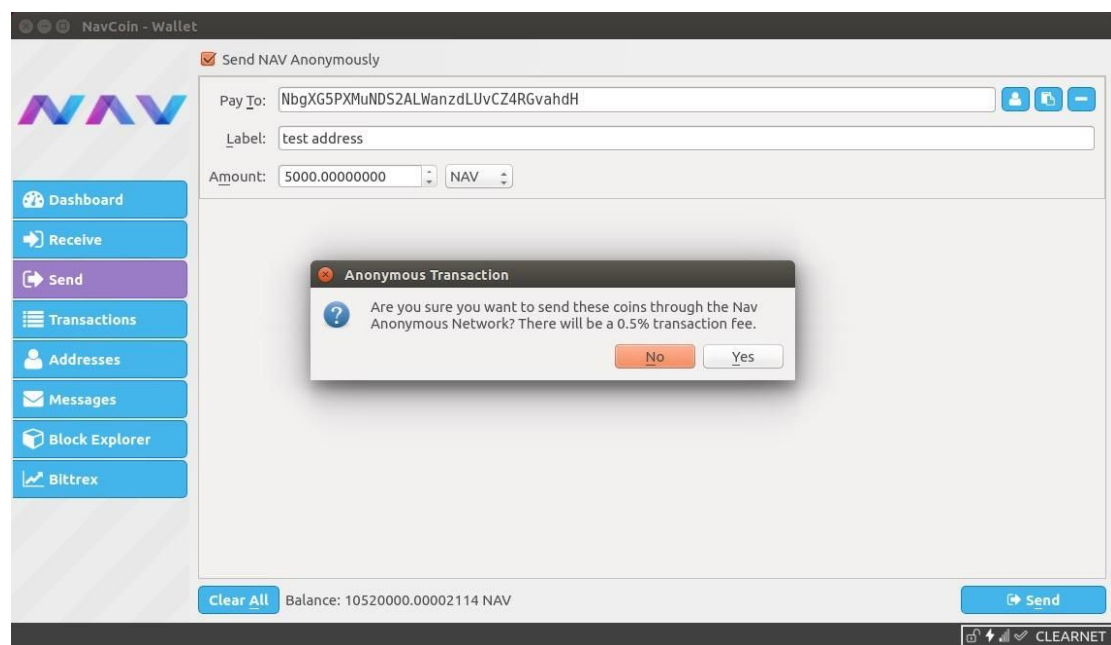 NavCoin - Wallet
NAV
Send NAV Anonymously
Pay To: NbgXG5PXMuNDS2ALWanzdLUvCZ4RGvahdH
Label: test address
Amount: 5000.00000000 NAV
Dashboard
Receive
Send
Transactions
Addresses
Messages
Block Explorer
Bittrex
Anonymous Transaction
Are you sure you want to send these coins through the Nav
Anonymous Network? There will be a 0.5% transaction fee.
No Yes
Clear All Balance: 10520000.00002114 NAV Send
CLEARNET